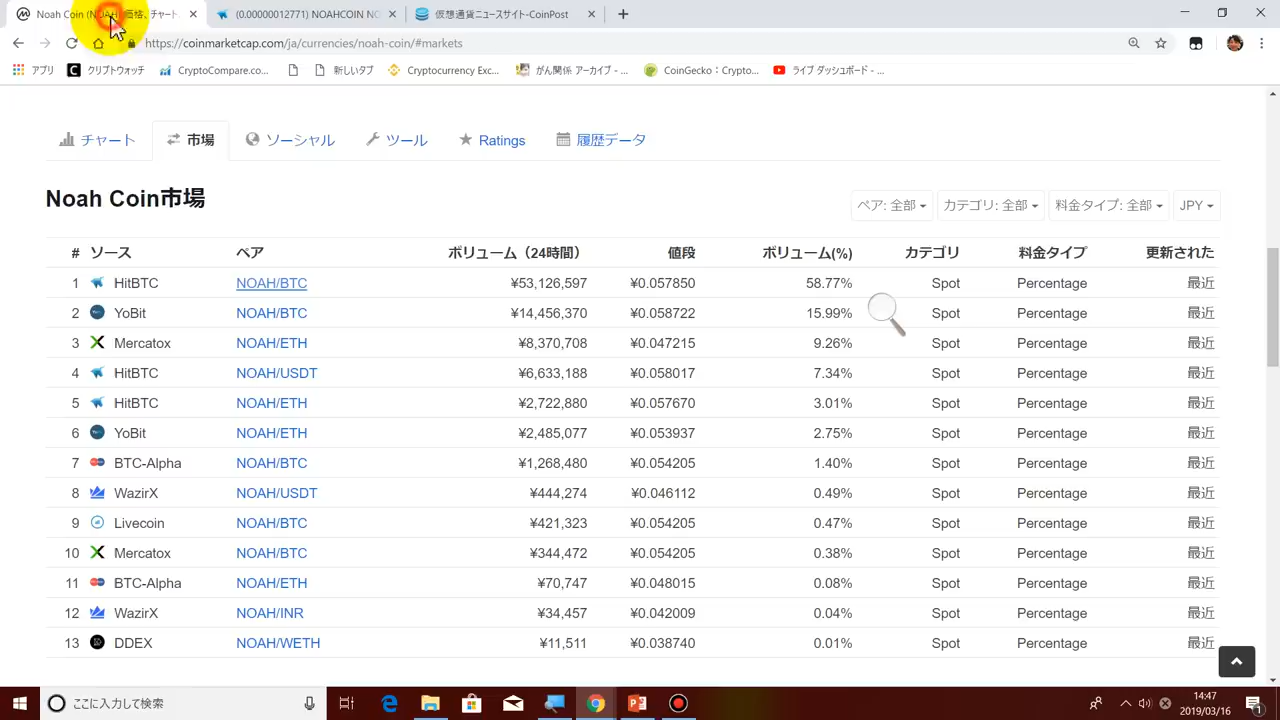 Noah Coin (NOAH) 価格、チャート
(0.00000012771) NOAHCOIN NO
仮想通貨ニュースサイト-CoinPost
https://coinmarketcap.com/ja/currencies/noah-coin/#markets
アプリ クリプトウォッチ CryptoCompare.co... 新しいタブ Cryptocurrency Exc... がん関係 アーカイブ - ... CoinGecko：Crypto... ライブ ダッシュボード - ...
チャート 市場 ソーシャル ツール Ratings 履歴データ
Noah Coin市場
ペア: 全部 カテゴリ: 全部 料金タイプ: 全部 JPY
# ソース ペア ボリューム（24時間） 値段 ボリューム(%) カテゴリ 料金タイプ 更新された
1 HitBTC NOAH/BTC ¥53,126,597 ¥0.057850 58.77% Spot Percentage 最近
2 YoBit NOAH/BTC ¥14,456,370 ¥0.058722 15.99% Spot Percentage 最近
3 Mercatox NOAH/ETH ¥8,370,708 ¥0.047215 9.26% Spot Percentage 最近
4 HitBTC NOAH/USDT ¥6,633,188 ¥0.058017 7.34% Spot Percentage 最近
5 HitBTC NOAH/ETH ¥2,722,880 ¥0.057670 3.01% Spot Percentage 最近
6 YoBit NOAH/ETH ¥2,485,077 ¥0.053937 2.75% Spot Percentage 最近
7 BTC-Alpha NOAH/BTC ¥1,268,480 ¥0.054205 1.40% Spot Percentage 最近
8 WazirX NOAH/USDT ¥444,274 ¥0.046112 0.49% Spot Percentage 最近
9 Livecoin NOAH/BTC ¥421,323 ¥0.054205 0.47% Spot Percentage 最近
10 Mercatox NOAH/BTC ¥344,472 ¥0.054205 0.38% Spot Percentage 最近
11 BTC-Alpha NOAH/ETH ¥70,747 ¥0.048015 0.08% Spot Percentage 最近
12 WazirX NOAH/INR ¥34,457 ¥0.042009 0.04% Spot Percentage 最近
13 DDEX NOAH/WETH ¥11,511 ¥0.038740 0.01% Spot Percentage 最近
ここに入力して検索
14:47
2019/03/16
1